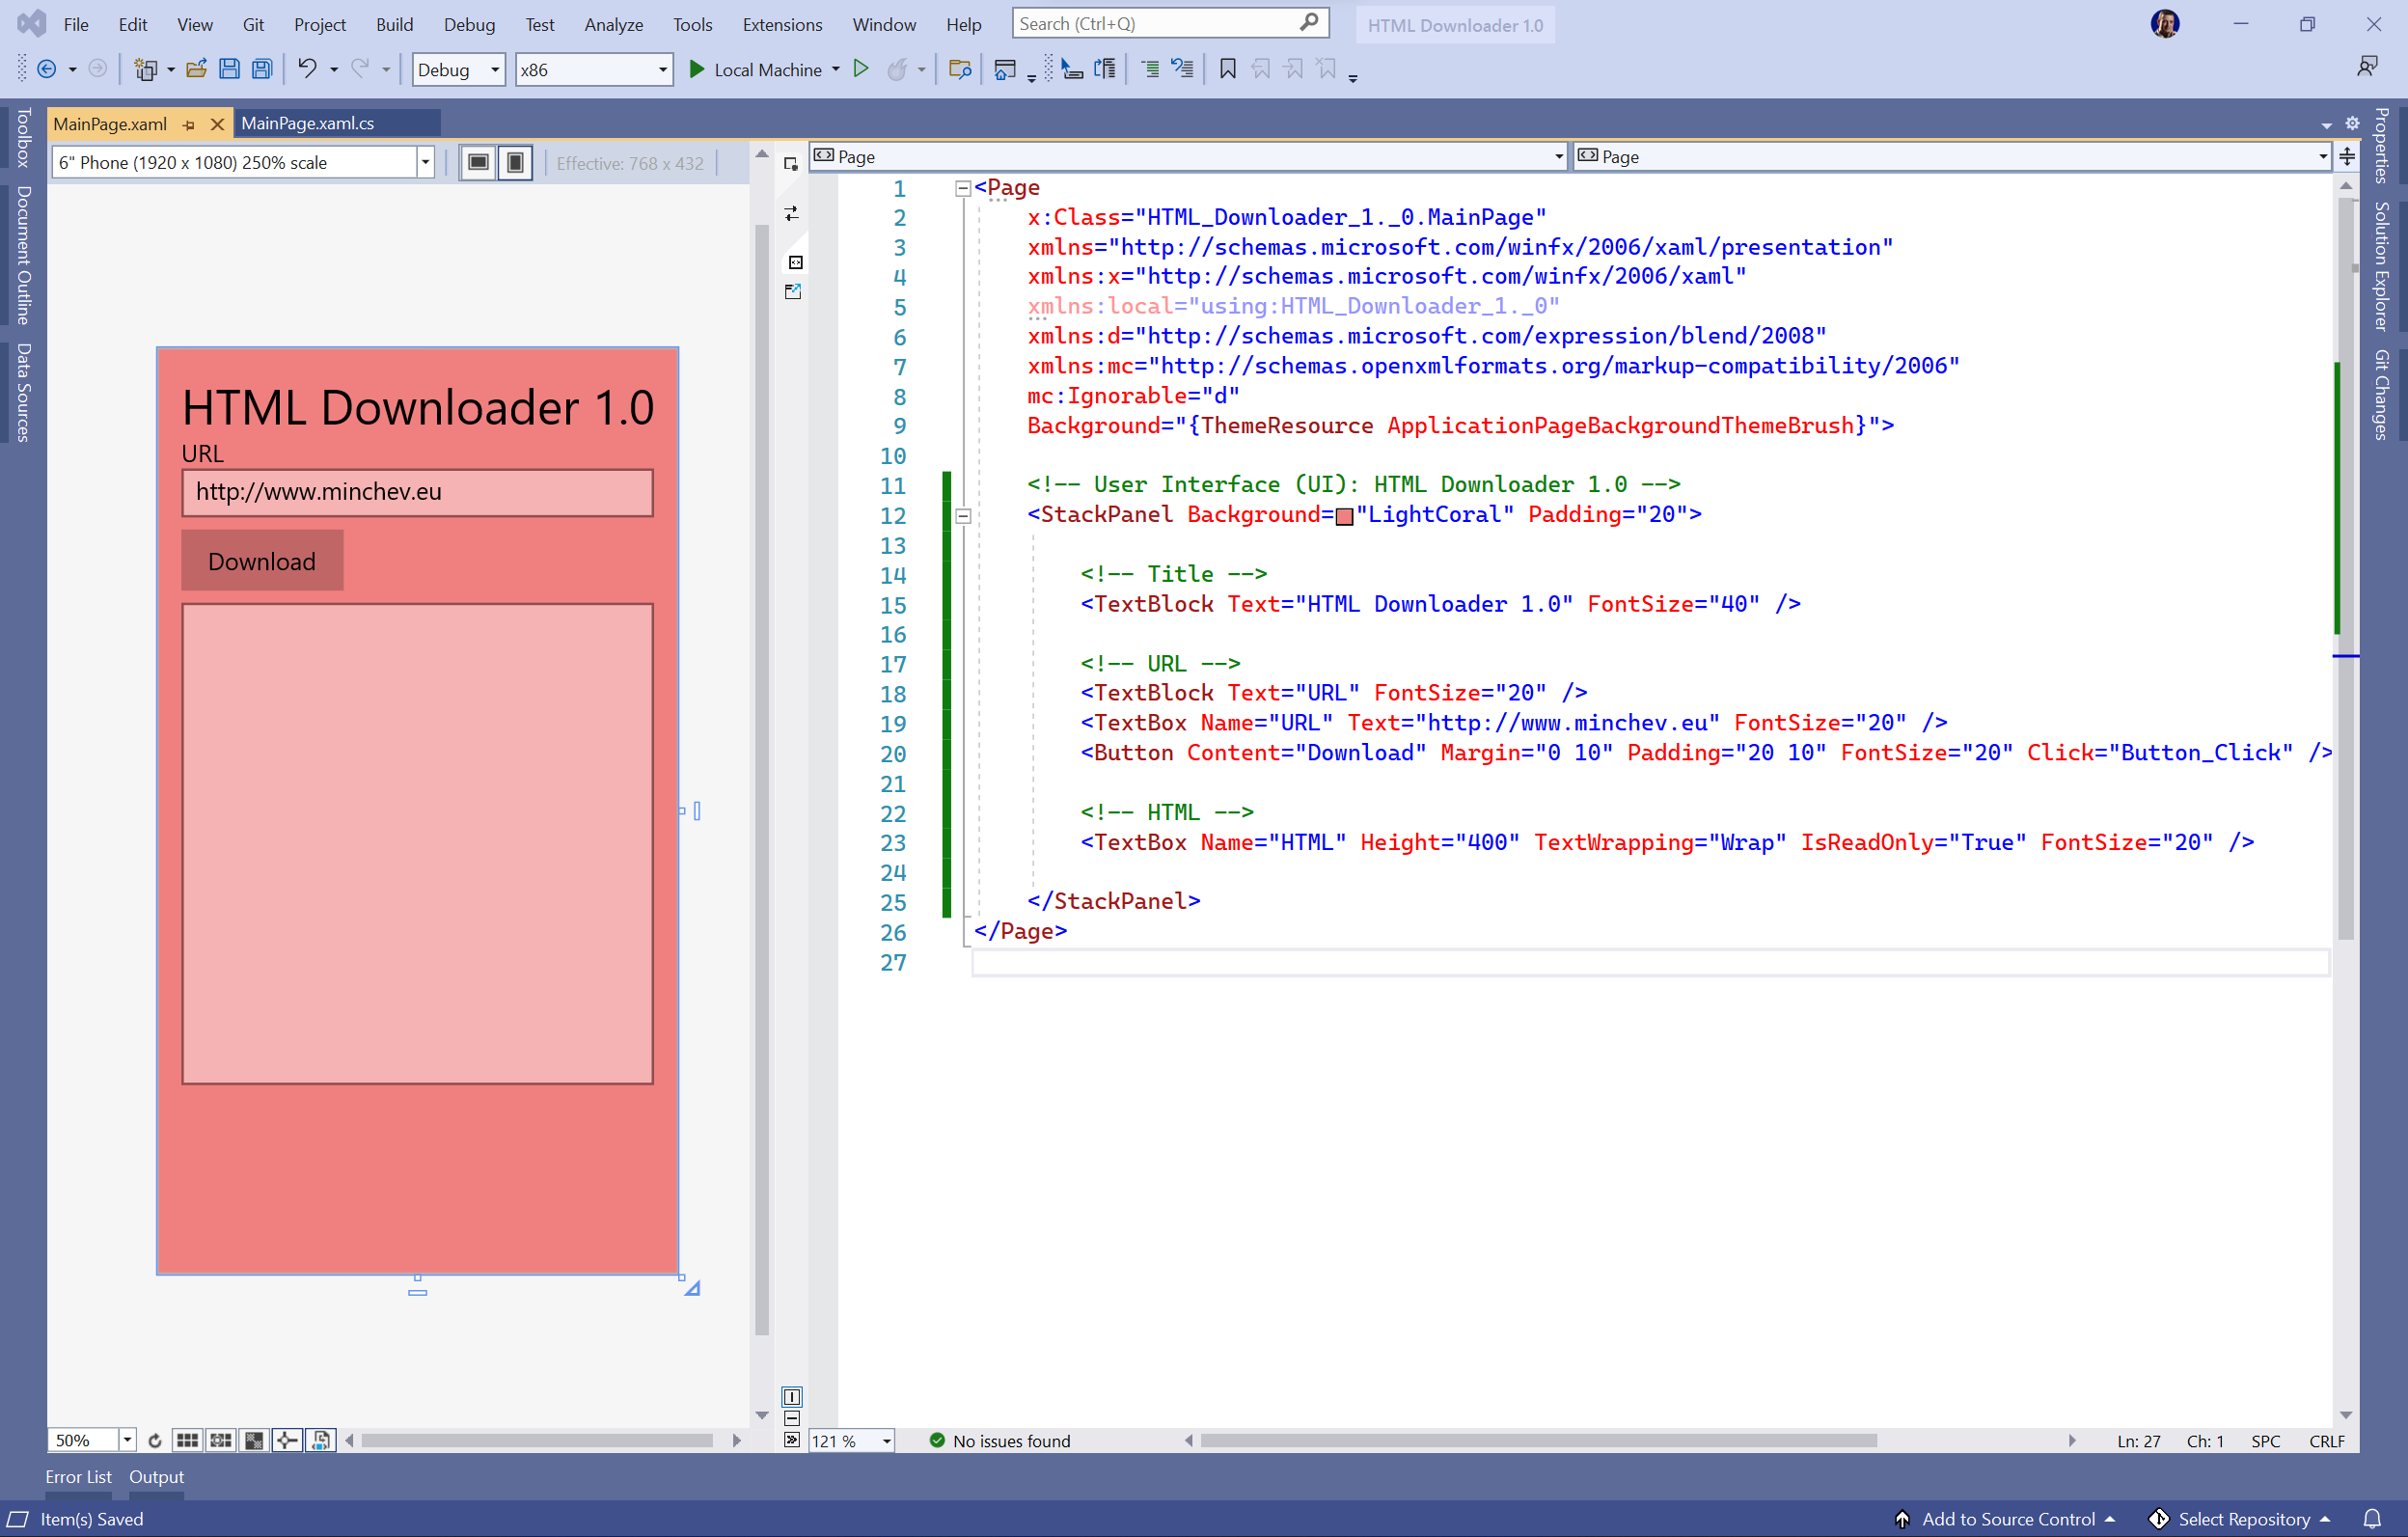 File Edit View Git Project Build Debug Test Analyze Tools Extensions Window Help Search (Ctrl+Q) HTML Downloader 1.0
Debug x86 Local Machine
Toolbox
Document Outline
Data Sources
MainPage.xaml MainPage.xaml.cs
6" Phone (1920 x 1080) 250% scale Effective: 768 x 432
HTML Downloader 1.0
URL
http://www.minchev.eu
Download
50%
Page Page
1 <Page
2 x:Class="HTML_Downloader_1._0.MainPage"
3 xmlns="http://schemas.microsoft.com/winfx/2006/xaml/presentation"
4 xmlns:x="http://schemas.microsoft.com/winfx/2006/xaml"
5 xmlns:local="using:HTML_Downloader_1._0"
6 xmlns:d="http://schemas.microsoft.com/expression/blend/2008"
7 xmlns:mc="http://schemas.openxmlformats.org/markup-compatibility/2006"
8 mc:Ignorable="d"
9 Background="{ThemeResource ApplicationPageBackgroundThemeBrush}">
10
11 <!-- User Interface (UI): HTML Downloader 1.0 -->
12 <StackPanel Background="LightCoral" Padding="20">
13
14 <!-- Title -->
15 <TextBlock Text="HTML Downloader 1.0" FontSize="40" />
16
17 <!-- URL -->
18 <TextBlock Text="URL" FontSize="20" />
19 <TextBox Name="URL" Text="http://www.minchev.eu" FontSize="20" />
20 <Button Content="Download" Margin="0 10" Padding="20 10" FontSize="20" Click="Button_Click" />
21
22 <!-- HTML -->
23 <TextBox Name="HTML" Height="400" TextWrapping="Wrap" IsReadOnly="True" FontSize="20" />
24
25 </StackPanel>
26 </Page>
27
121 % No issues found Ln: 27 Ch: 1 SPC CRLF
Properties
Solution Explorer
Git Changes
Error List Output
Item(s) Saved Add to Source Control Select Repository